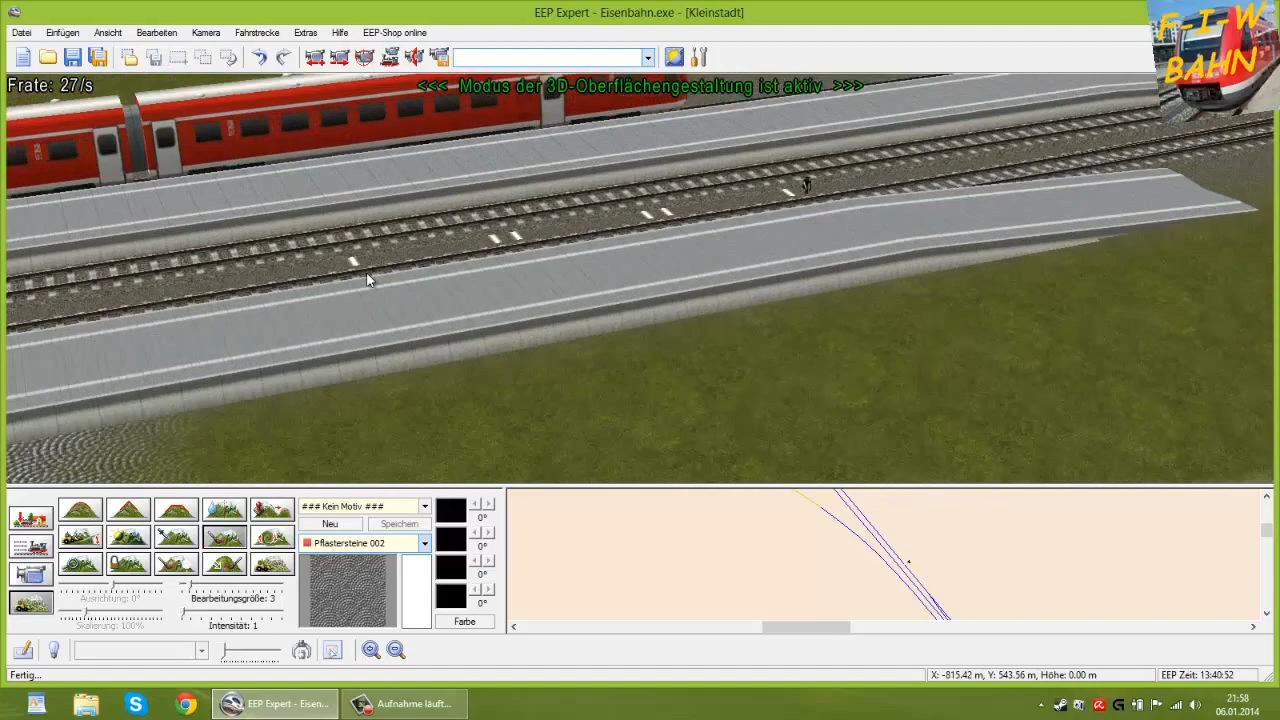 EEP Expert - Eisenbahn.exe - [Kleinstadt]
F-I-W
BAHN
Datei Einfügen Ansicht Bearbeiten Kamera Fahrstrecke Extras Hilfe EEP-Shop online
Frate: 27/s
<<< Modus der 3D-Oberflächengestaltung ist aktiv >>>
### Kein Motiv ###
Neu Speichern
Pflastersteine 002
0°
0°
0°
0°
Farbe
Ausrichtung: 0° Bearbeitungsgröße: 3
Skalierung: 100% Intensität: 1
Fertig... X: -815.42 m, Y: 543.56 m, Höhe: 0.00 m EEP Zeit: 13:40:52
EEP Expert - Eisen... Aufnahme läuft...
21:58
06.01.2014